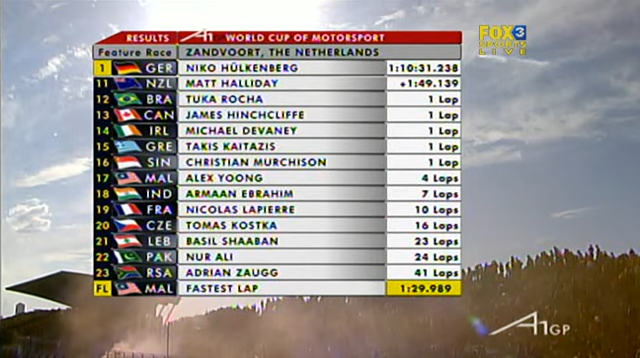 RESULTS A1 WORLD CUP OF MOTORSPORT
Feature Race ZANDVOORT, THE NETHERLANDS
1 GER NIKO HÜLKENBERG 1:10:31.238
11 NZL MATT HALLIDAY +1:49.139
12 BRA TUKA ROCHA 1 Lap
13 CAN JAMES HINCHCLIFFE 1 Lap
14 IRL MICHAEL DEVANEY 1 Lap
15 GRE TAKIS KAITATZIS 1 Lap
16 SIN CHRISTIAN MURCHISON 1 Lap
17 MAL ALEX YOONG 4 Laps
18 IND ARMAAN EBRAHIM 7 Laps
19 FRA NICOLAS LAPIERRE 10 Laps
20 CZE TOMAS KOSTKA 16 Laps
21 LEB BASIL SHAABAN 23 Laps
22 PAK NUR ALI 24 Laps
23 RSA ADRIAN ZAUGG 41 Laps
FL MAL FASTEST LAP 1:29.989
FOX 3
SPORTS
LIVE
A1GP